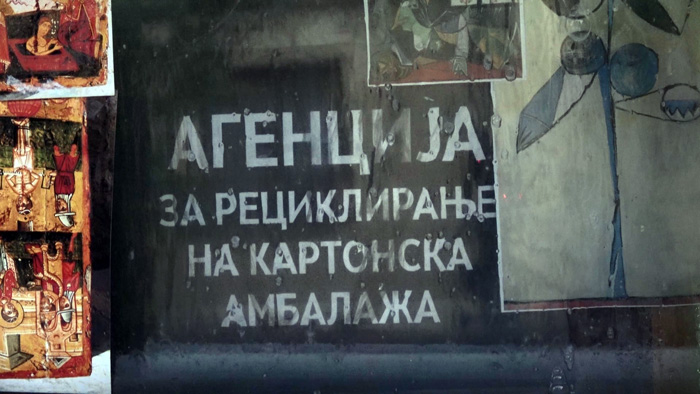 АГЕНЦИЈА
ЗА РЕЦИКЛИРАЊЕ
НА КАРТОНСКА
АМБАЛАЖА